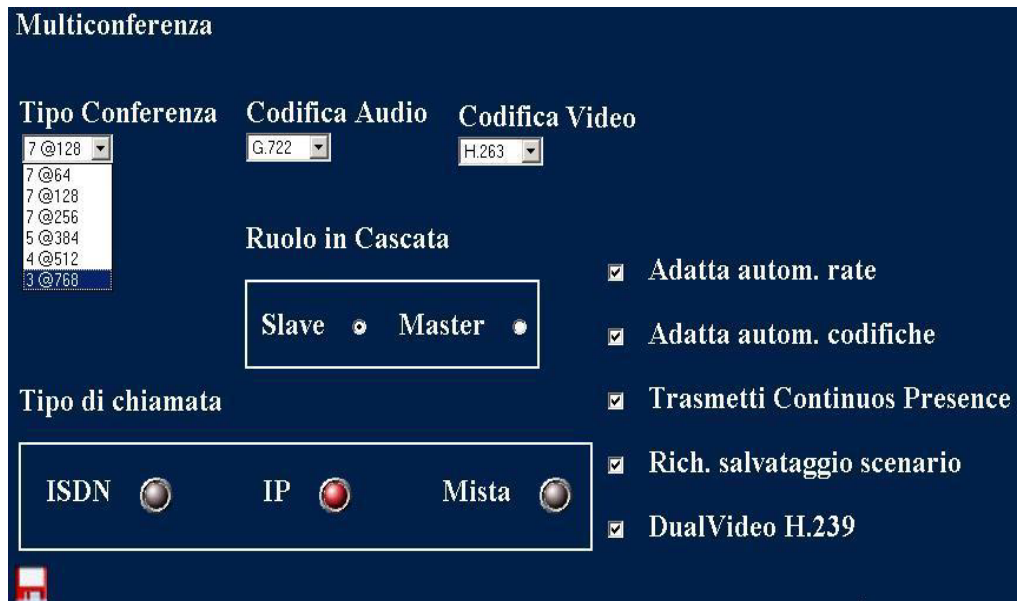 Multiconferenza
Tipo Conferenza
Codifica Audio
Codifica Video
7 @128
G.722
H.263
7 @64
7 @128
7 @256
5 @384
4 @512
3 @768
Ruolo in Cascata
Slave
Master
Adatta autom. rate
Adatta autom. codifiche
Tipo di chiamata
Trasmetti Continuos Presence
Rich. salvataggio scenario
ISDN
IP
Mista
DualVideo H.239